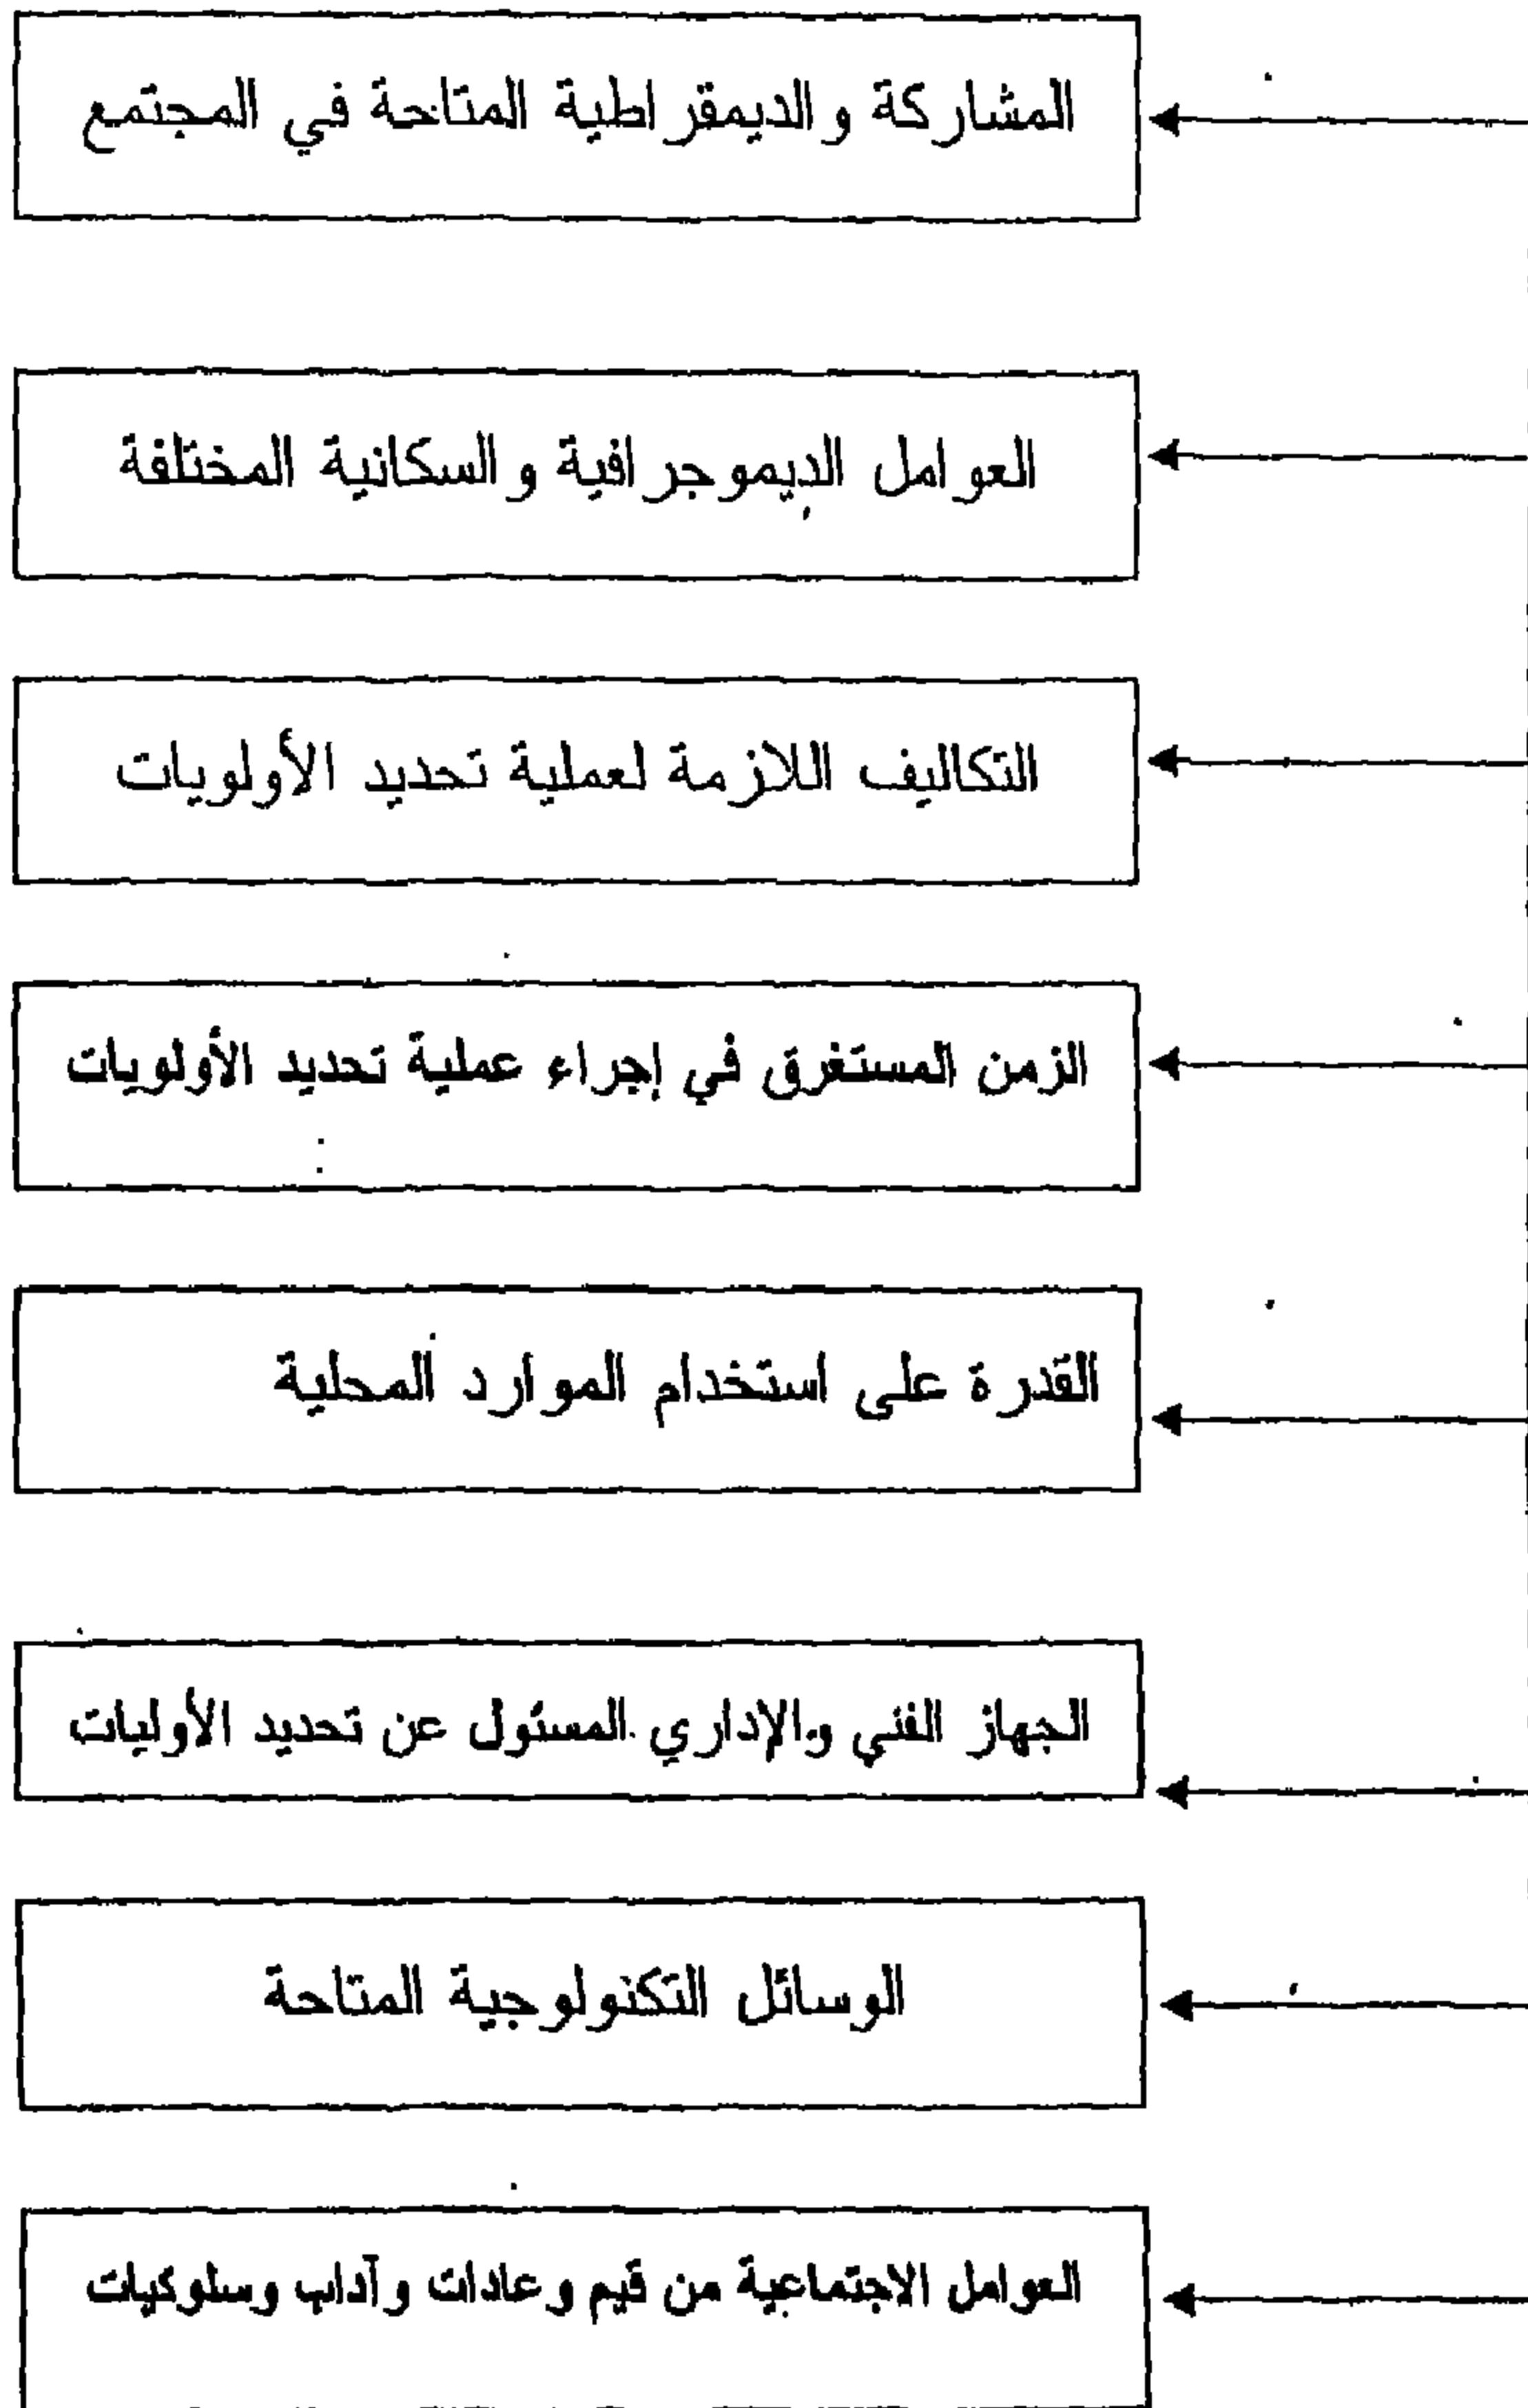 المشاركة والديمقراطية المتاحة في المجتمع
العوامل الديموجرافية والسكانية المختلفة
التكاليف اللازمة لعملية تحديد الأولويات
الزمن المستغرق في إجراء عملية تحديد الأولويات
القدرة على استخدام الموارد المحلية
الجهاز الفني والإداري المسئول عن تحديد الأوليات
الوسائل التكنولوجية المتاحة
العوامل الاجتماعية من قيم وعادات وآداب وسلوكيات